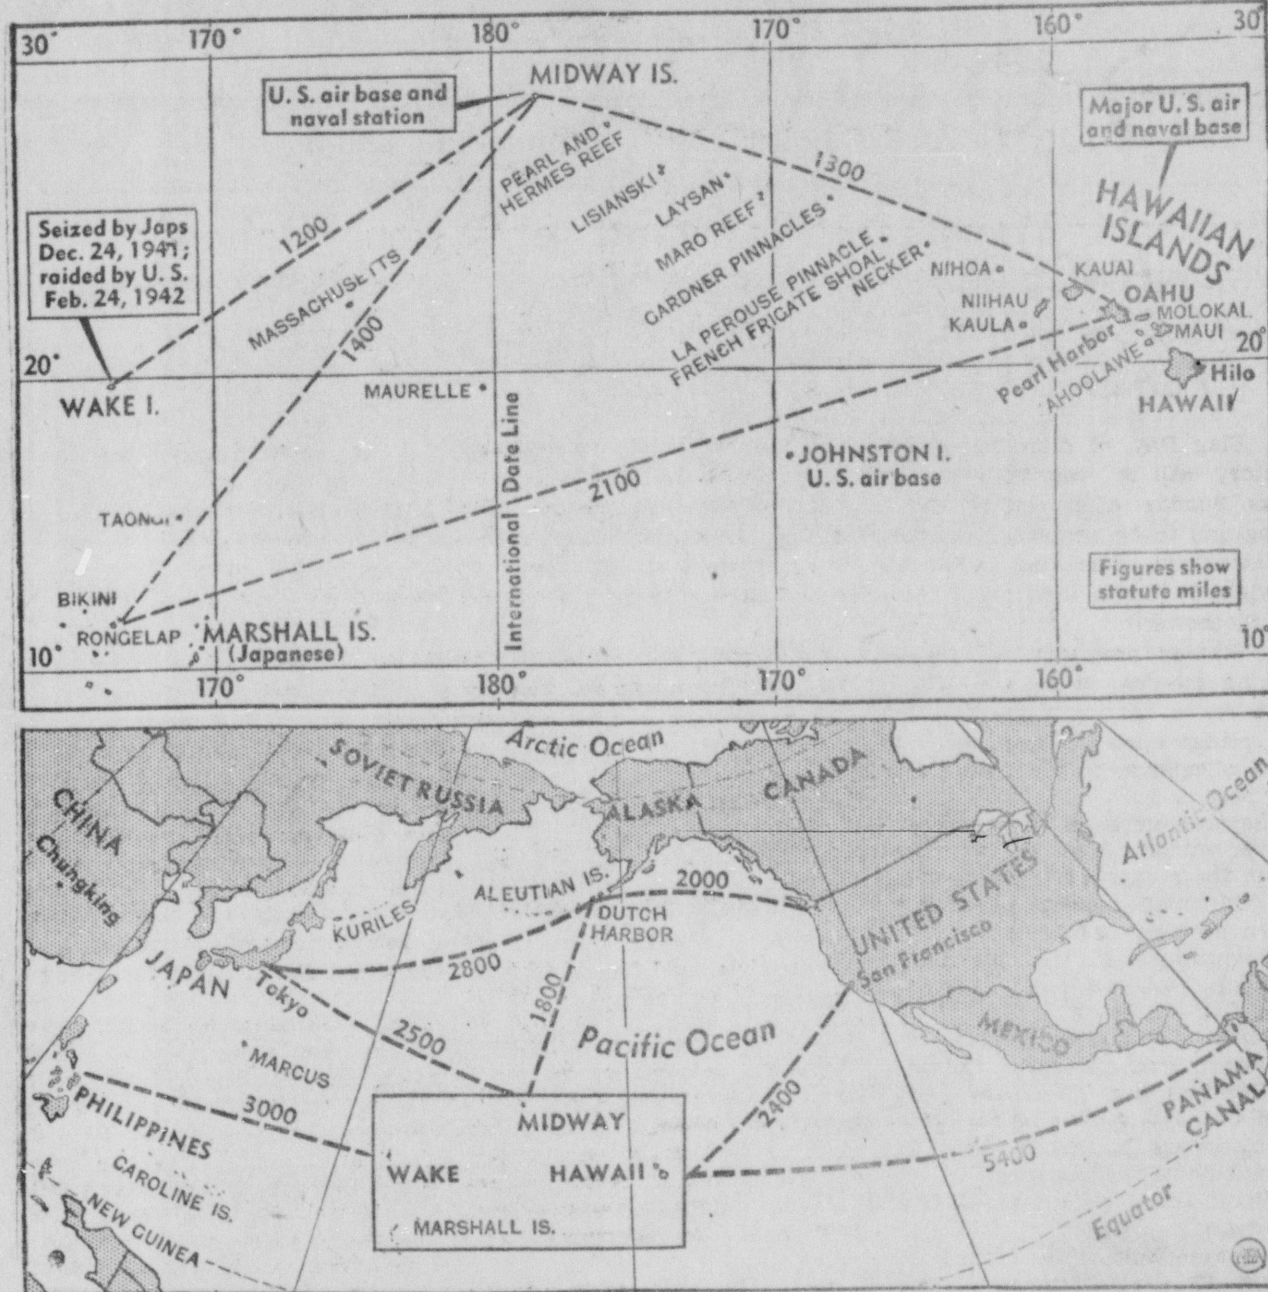 30°
170°
180°
170°
160°
30°
MIDWAY IS.
U. S. air base and
naval station
Major U. S. air
and naval base
PEARL AND
HERMES REEF
LISIANSKI
LAYSAN
MARO REEF
GARDNER PINNACLES
LA PEROUSE PINNACLE
FRENCH FRIGATE SHOAL
NECKER
1300
HAWAIIAN
ISLANDS
Seized by Japs
Dec. 24, 1941;
raided by U. S.
Feb. 24, 1942
1200
MASSACHUSETTS
1400
NIHOA
KAUAI
NIIHAU
KAULA
OAHU
MOLOKAI
MAUI
Pearl Harbor
AHOOLAWE
20°
20°
WAKE I.
MAURELLE
Hilo
HAWAII
International Date Line
2100
JOHNSTON I.
U. S. air base
TAONGI
BIKINI
RONGELAP
MARSHALL IS.
(Japanese)
Figures show
statute miles
10°
10°
170°
180°
170°
160°
Arctic Ocean
SOVIET RUSSIA
ALASKA
CANADA
CHINA
Chungking
Atlantic Ocean
ALEUTIAN IS.
2000
KURILES
DUTCH
HARBOR
UNITED STATES
San Francisco
JAPAN
Tokyo
2800
1800
2500
Pacific Ocean
MEXICO
MARCUS
2400
PANAMA
CANAL
PHILIPPINES
3000
MIDWAY
WAKE
HAWAII
5400
CAROLINE IS.
MARSHALL IS.
NEW GUINEA
Equator